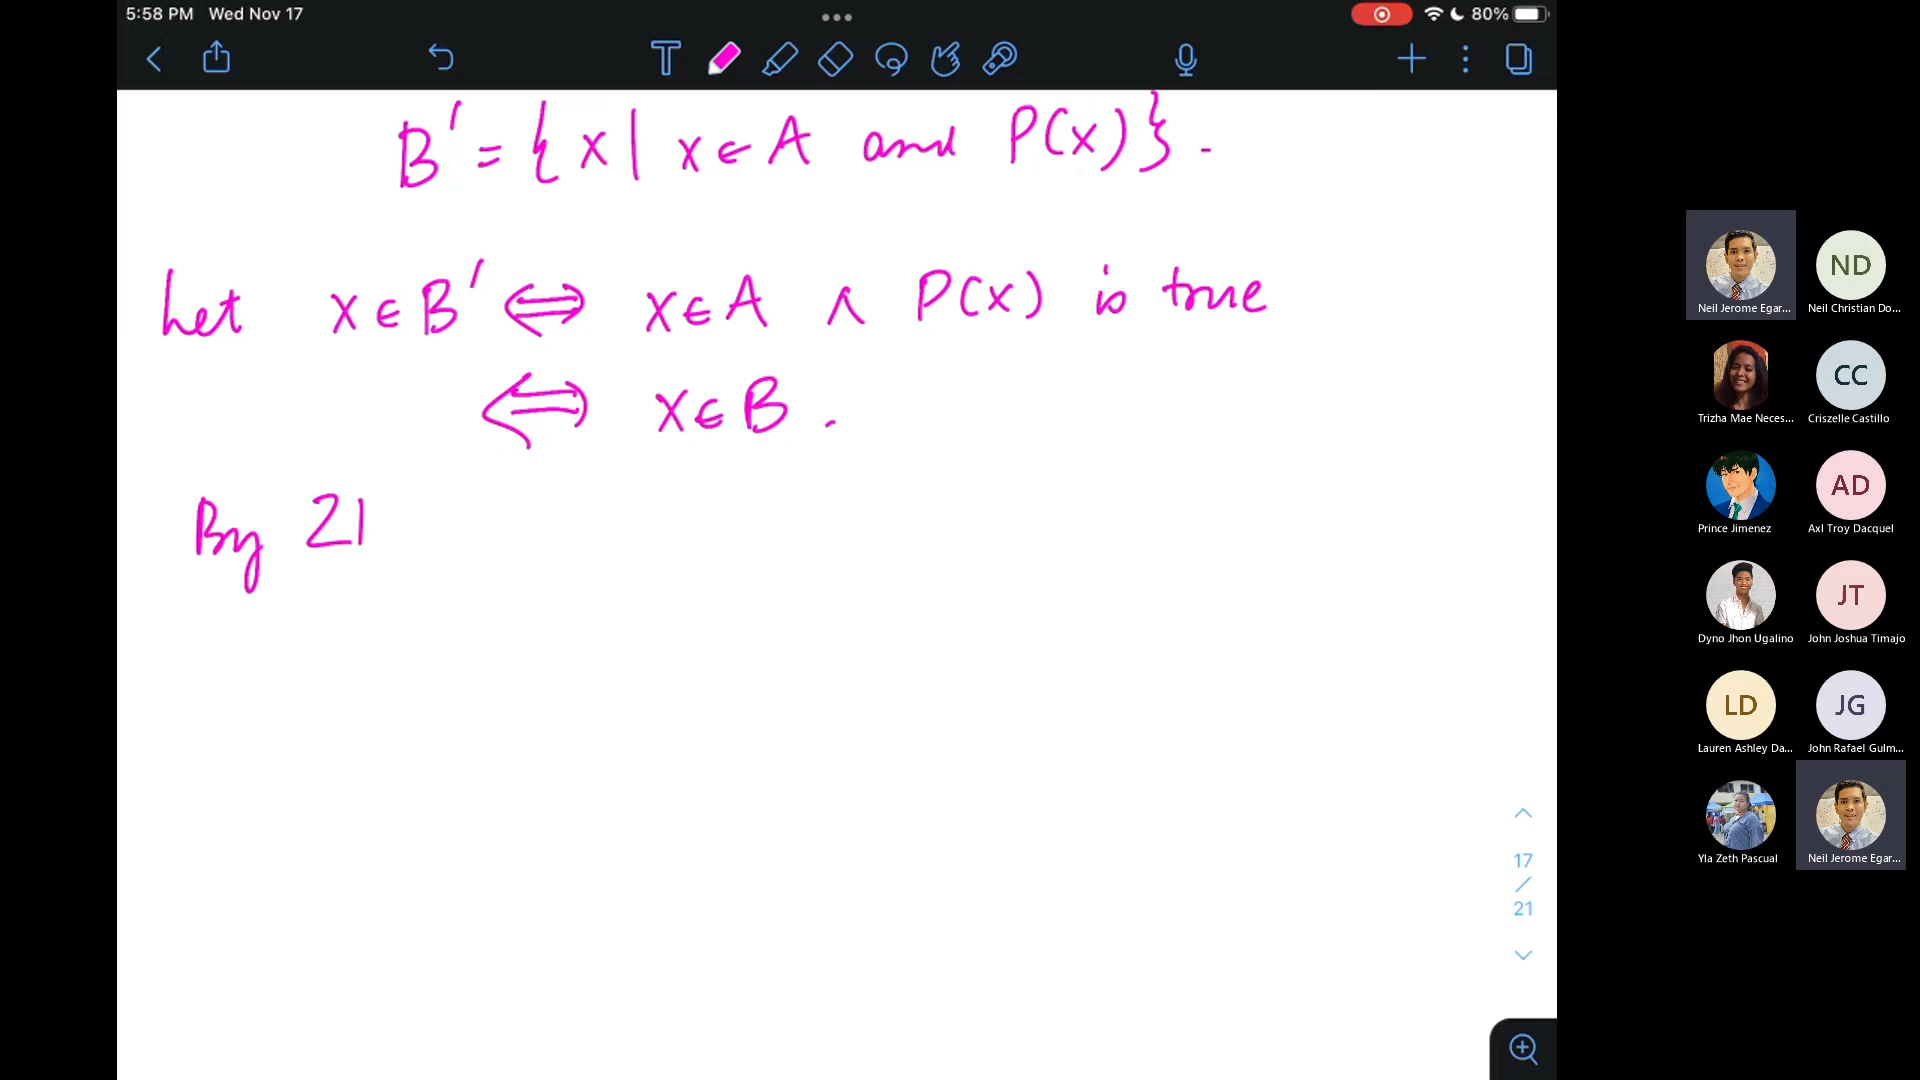 5:58 PM Wed Nov 17
80%
B' = { x | x ∈ A and P(x) } .
Let x ∈ B' ⟺ x ∈ A ∧ P(x) is true
⟺ x ∈ B .
By Z1
17
/
21
Neil Jerome Egar...
ND
Neil Christian Do...
Trizha Mae Neces...
CC
Criszelle Castillo
Prince Jimenez
AD
Axl Troy Dacquel
Dyno Jhon Ugalino
JT
John Joshua Timajo
LD
Lauren Ashley Da...
JG
John Rafael Gulm...
Yla Zeth Pascual
Neil Jerome Egar...